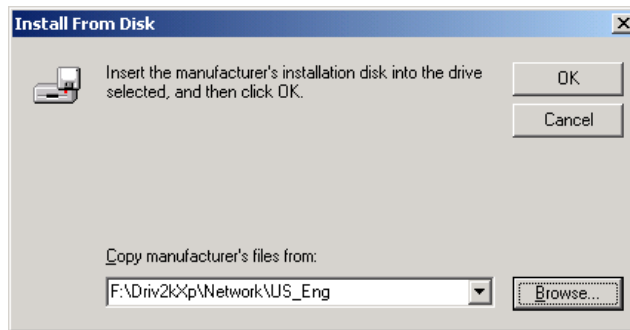 Install From Disk
Insert the manufacturer's installation disk into the drive
selected, and then click OK.
OK
Cancel
Copy manufacturer's files from:
F:\Driv2kXp\Network\US_Eng
Browse...